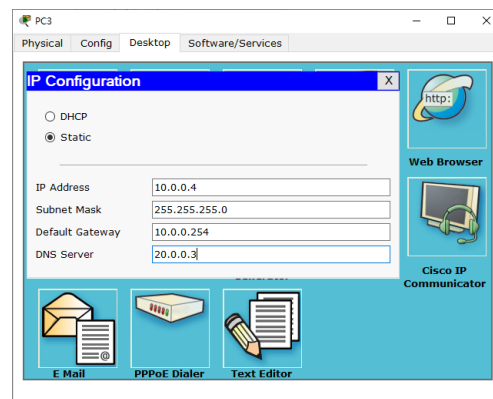 PC3
Physical Config Desktop Software/Services
IP Configuration X
http:
DHCP
Static
Web Browser
IP Address 10.0.0.4
Subnet Mask 255.255.255.0
Default Gateway 10.0.0.254
DNS Server 20.0.0.3
Cisco IP
Communicator
E Mail PPPoE Dialer Text Editor